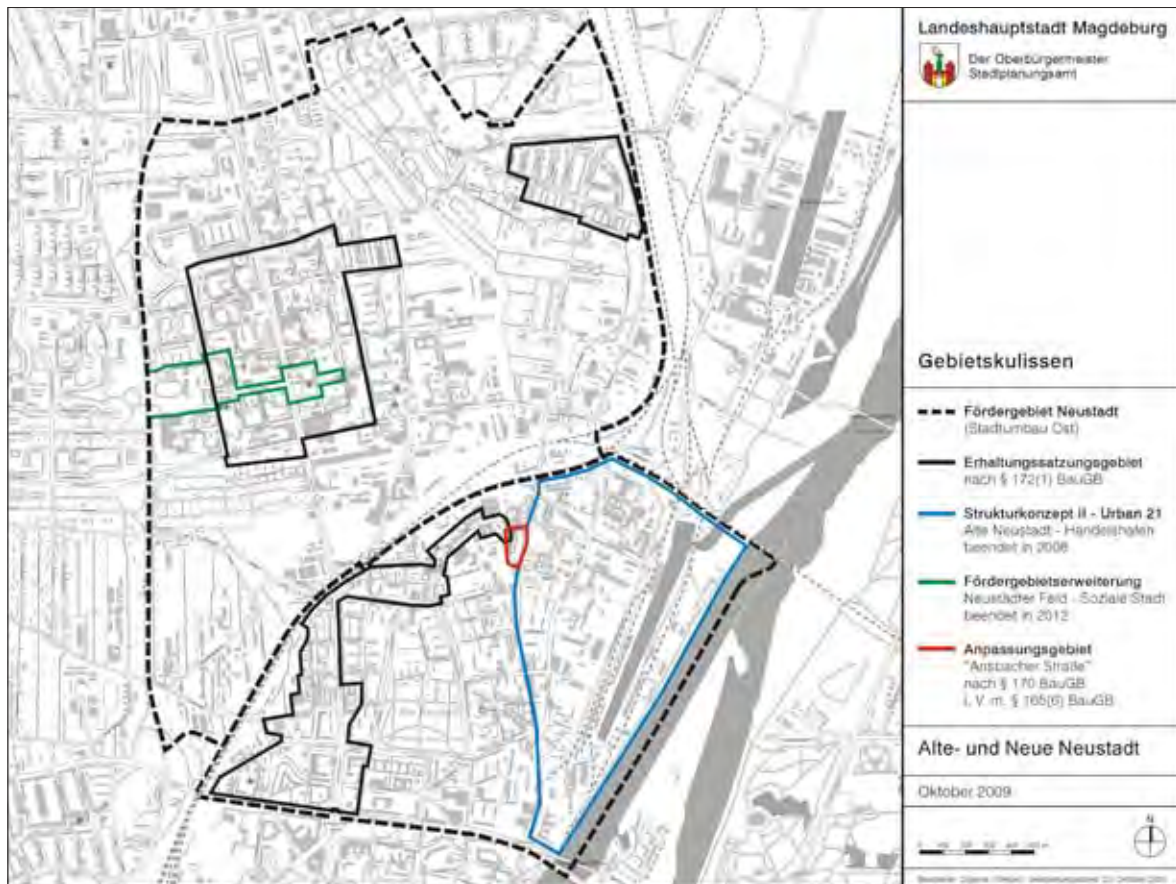 Landeshauptstadt Magdeburg
Der Oberbürgermeister
Stadtplanungsamt
Gebietskulissen
Fördergebiet Neustadt
(Stadtumbau Ost)
Erhaltungssatzungsgebiet
nach § 172(1) BauGB
Strukturkonzept II - Urban 21
Alte Neustadt - Handelshafen
beendet in 2008
Fördergebietserweiterung
Neustädter Feld - Soziale Stadt
beendet in 2012
Anpassungsgebiet
"Ansbacher Straße"
nach § 170 BauGB
i. V. m. § 165(6) BauGB
Alte- und Neue Neustadt
Oktober 2009
N